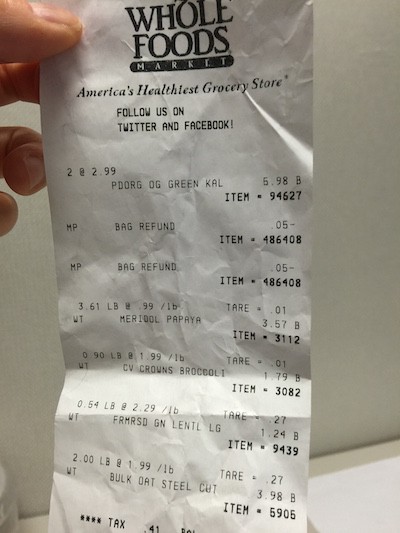 WHOLE
FOODS
MARKET
America's Healthiest Grocery Store®
FOLLOW US ON
TWITTER AND FACEBOOK!
2 @ 2.99
PDORG OG GREEN KAL 5.98 B
ITEM = 94627
MP BAG REFUND .05-
ITEM = 486408
MP BAG REFUND .05-
ITEM = 486408
3.61 LB @ .99 /lb TARE = .01
WT MERIDOL PAPAYA 3.57 B
ITEM = 3112
0.90 LB @ 1.99 /lb TARE = .01
WT CV CROWNS BROCCOLI 1.79 B
ITEM = 3082
0.54 LB @ 2.29 /lb TARE = .27
WT FRMRSD GN LENTL LG 1.24 B
ITEM = 9439
2.00 LB @ 1.99 /lb TARE = .27
WT BULK OAT STEEL CUT 3.98 B
ITEM = 5905
**** TAX .41